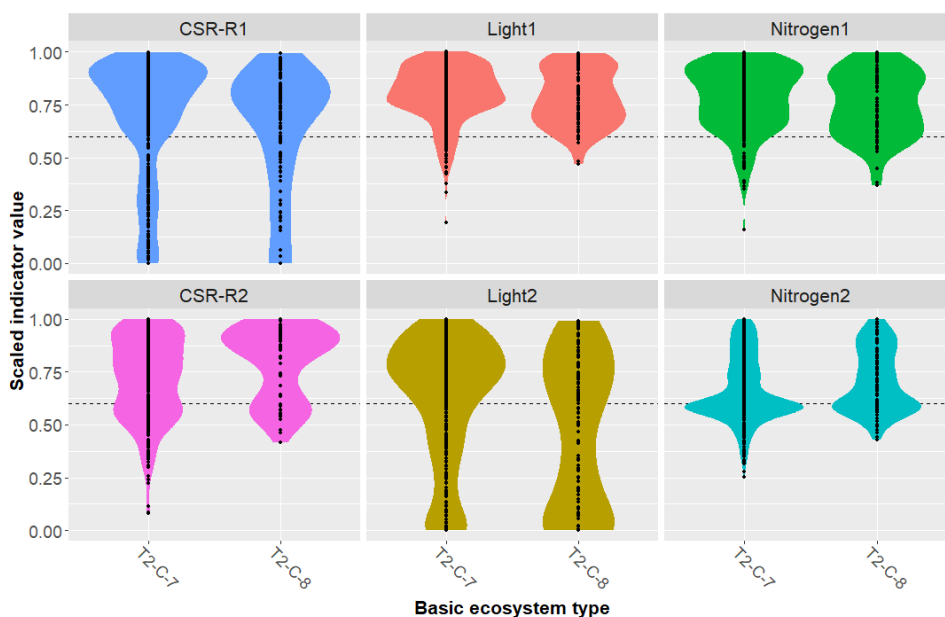 CSR-R1 Light1 Nitrogen1
1.00
0.75
0.50
0.25
0.00
CSR-R2 Light2 Nitrogen2
1.00
0.75
0.50
0.25
0.00
Scaled indicator value
T2-C-7 T2-C-8 T2-C-7 T2-C-8 T2-C-7 T2-C-8
Basic ecosystem type